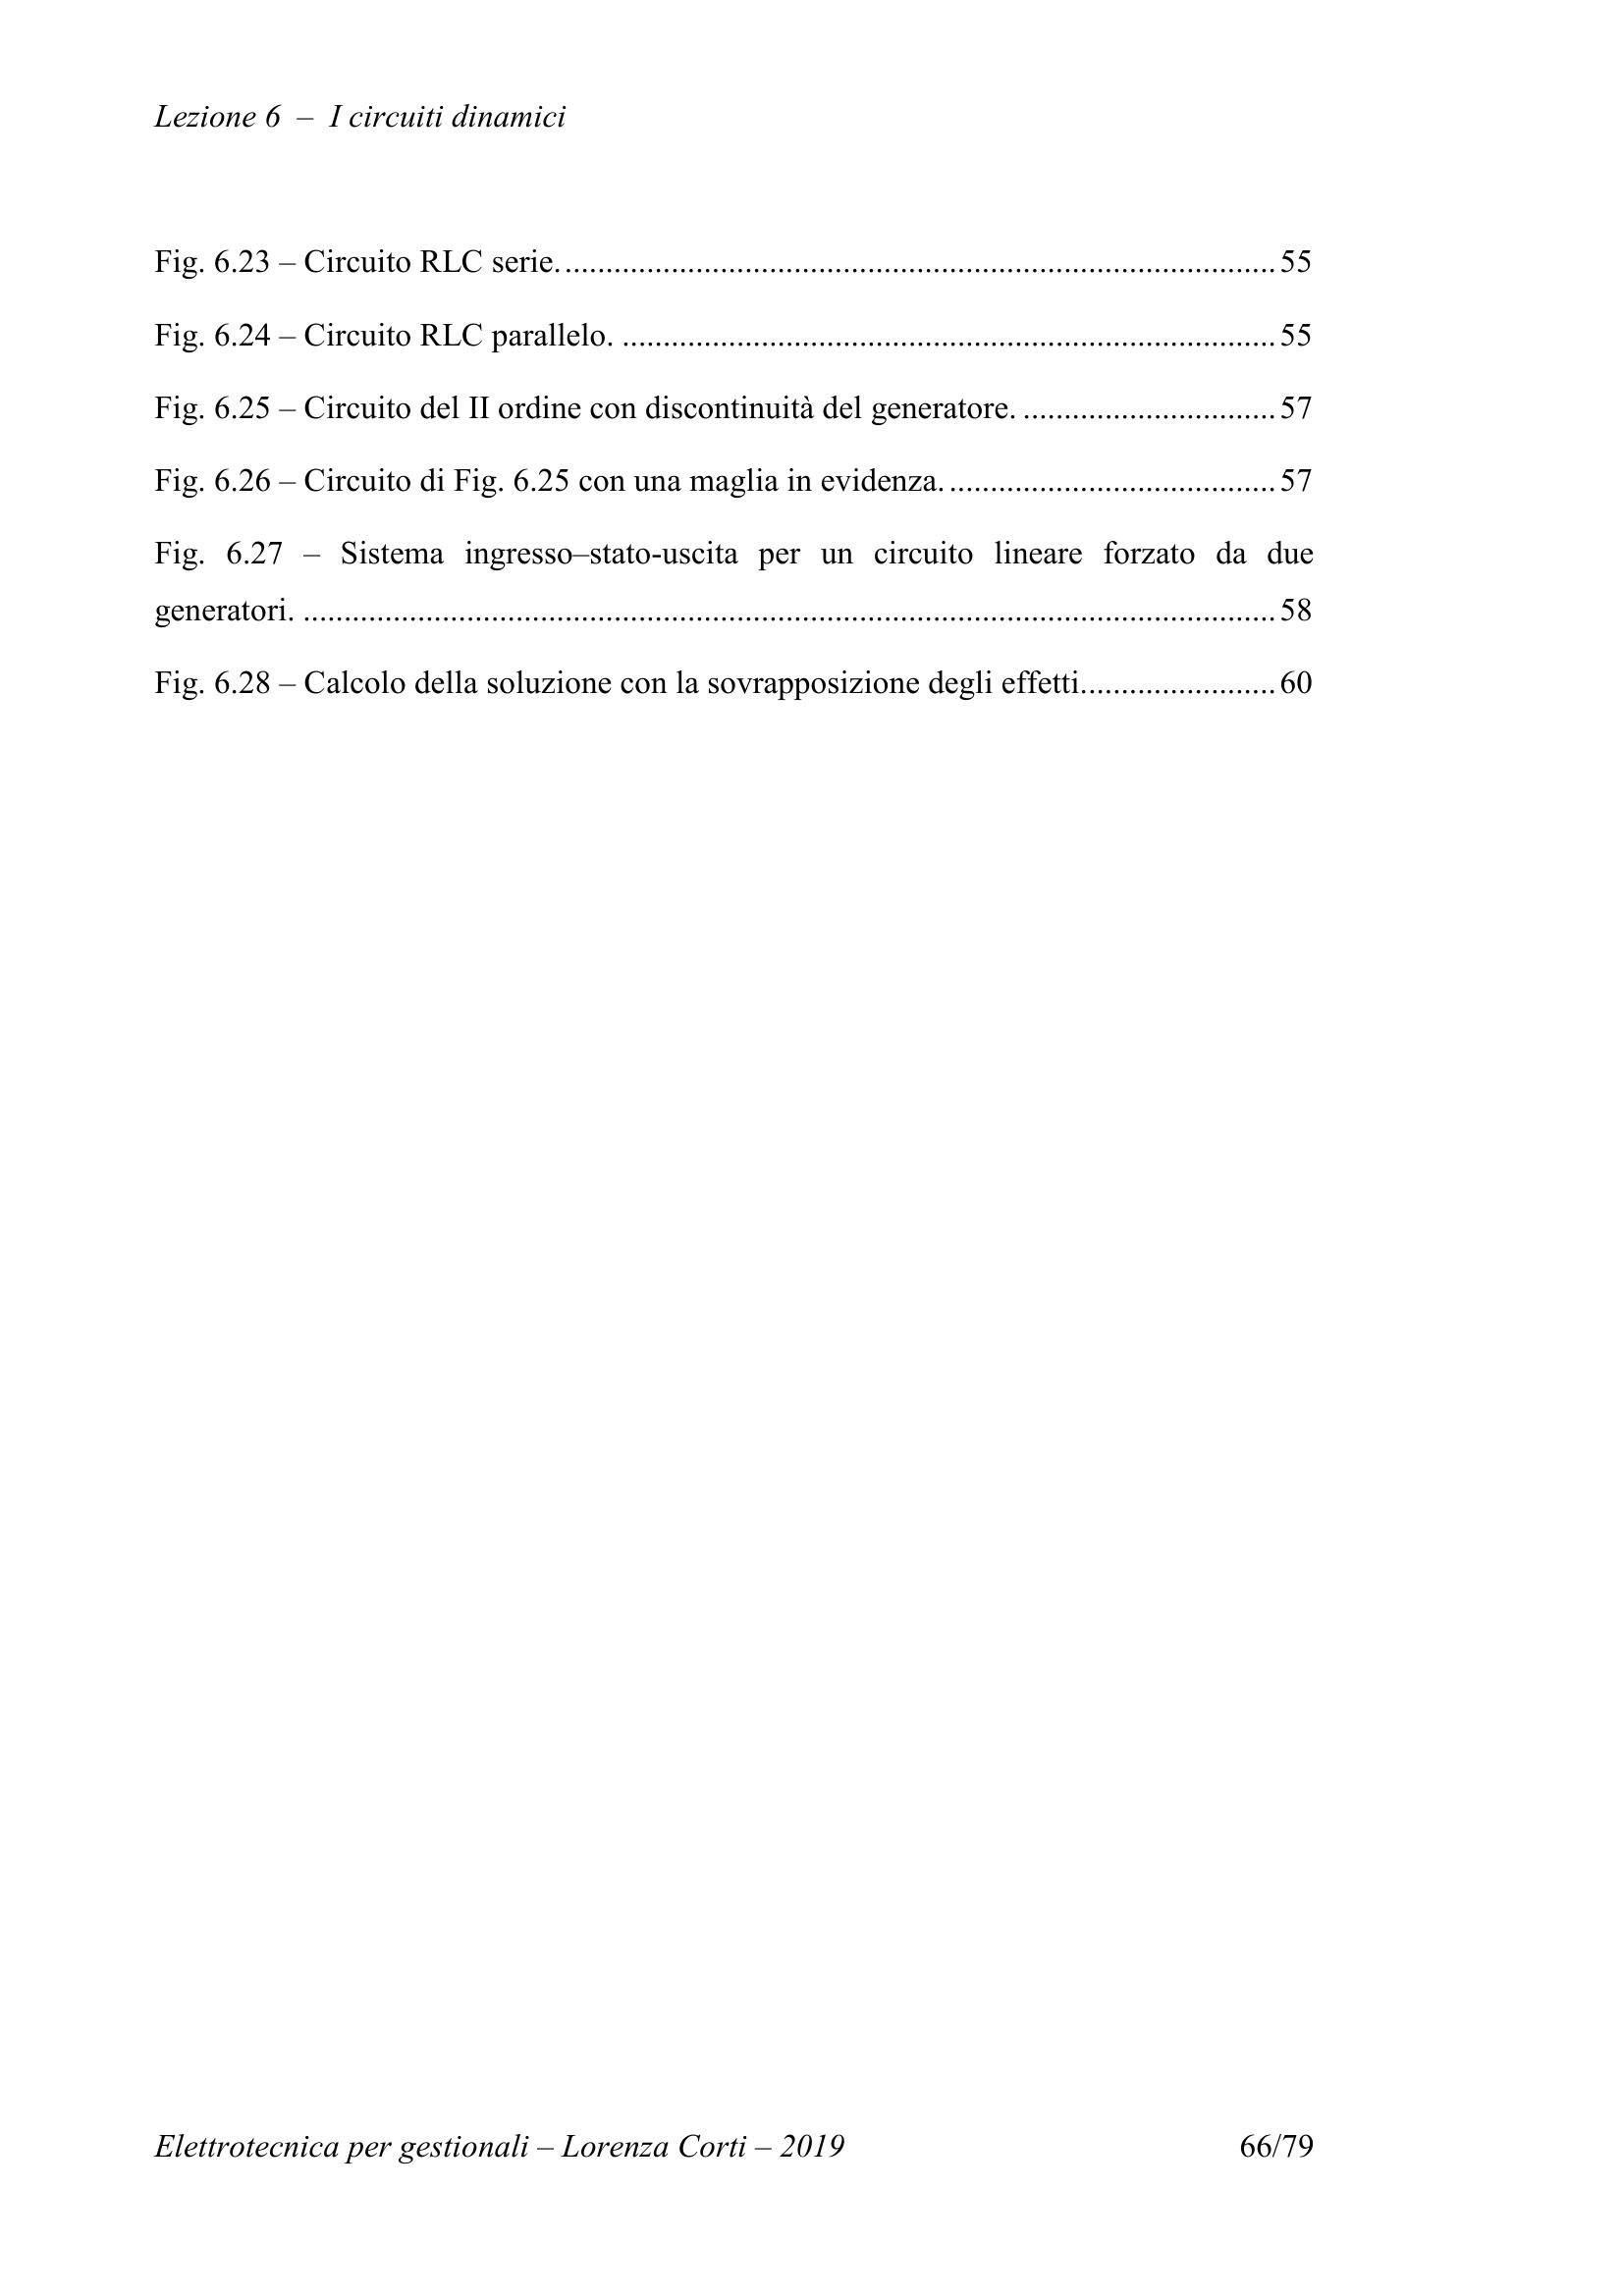 Lezione 6 – I circuiti dinamici
Fig. 6.23 – Circuito RLC serie. ....................................................................................... 55
Fig. 6.24 – Circuito RLC parallelo. ................................................................................ 55
Fig. 6.25 – Circuito del II ordine con discontinuità del generatore. ............................... 57
Fig. 6.26 – Circuito di Fig. 6.25 con una maglia in evidenza. ........................................ 57
Fig. 6.27 – Sistema ingresso–stato-uscita per un circuito lineare forzato da due
generatori. ....................................................................................................................... 58
Fig. 6.28 – Calcolo della soluzione con la sovrapposizione degli effetti........................ 60
Elettrotecnica per gestionali – Lorenza Corti – 2019 66/79